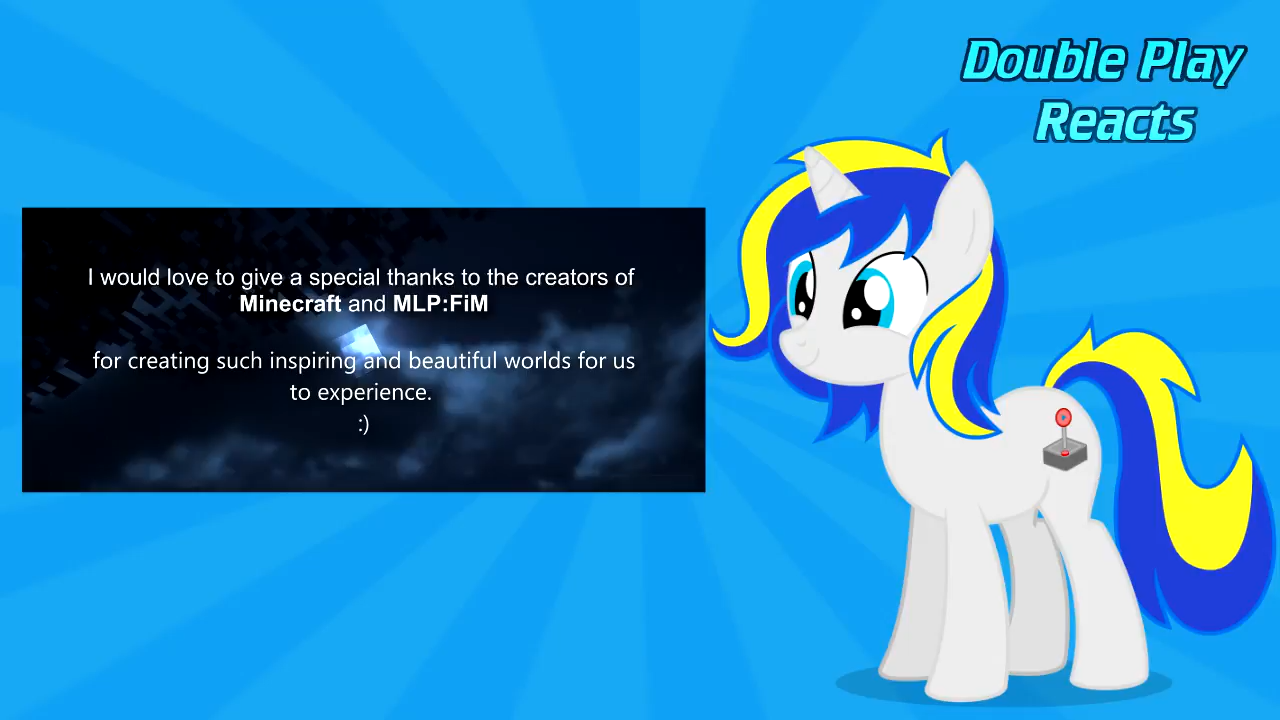 Double Play
Reacts
I would love to give a special thanks to the creators of
Minecraft and MLP:FiM
for creating such inspiring and beautiful worlds for us
to experience.
:)